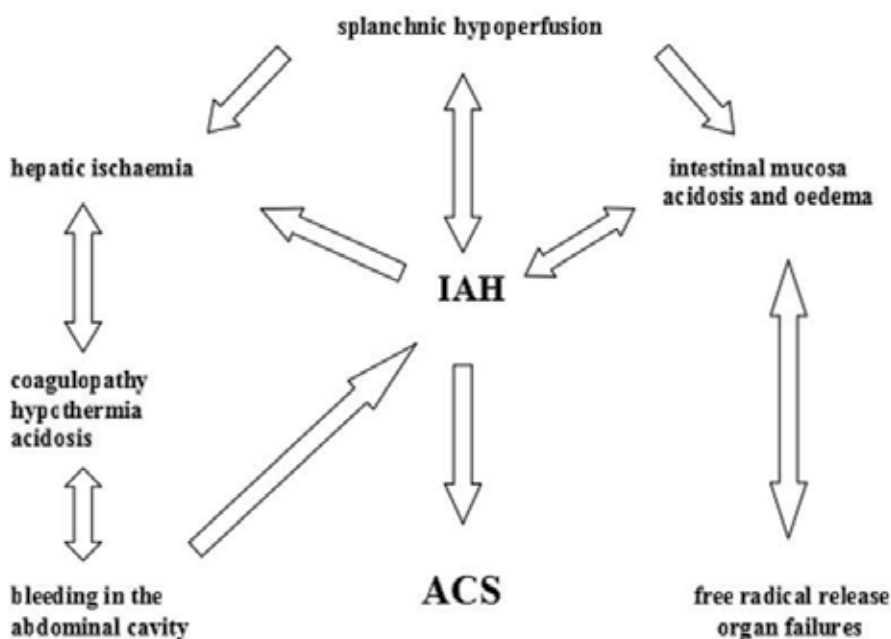 splanchnic hypoperfusion
hepatic ischaemia
intestinal mucosa
acidosis and oedema
IAH
coagulopathy
hypothermia
acidosis
bleeding in the
abdominal cavity
ACS
free radical release
organ failures